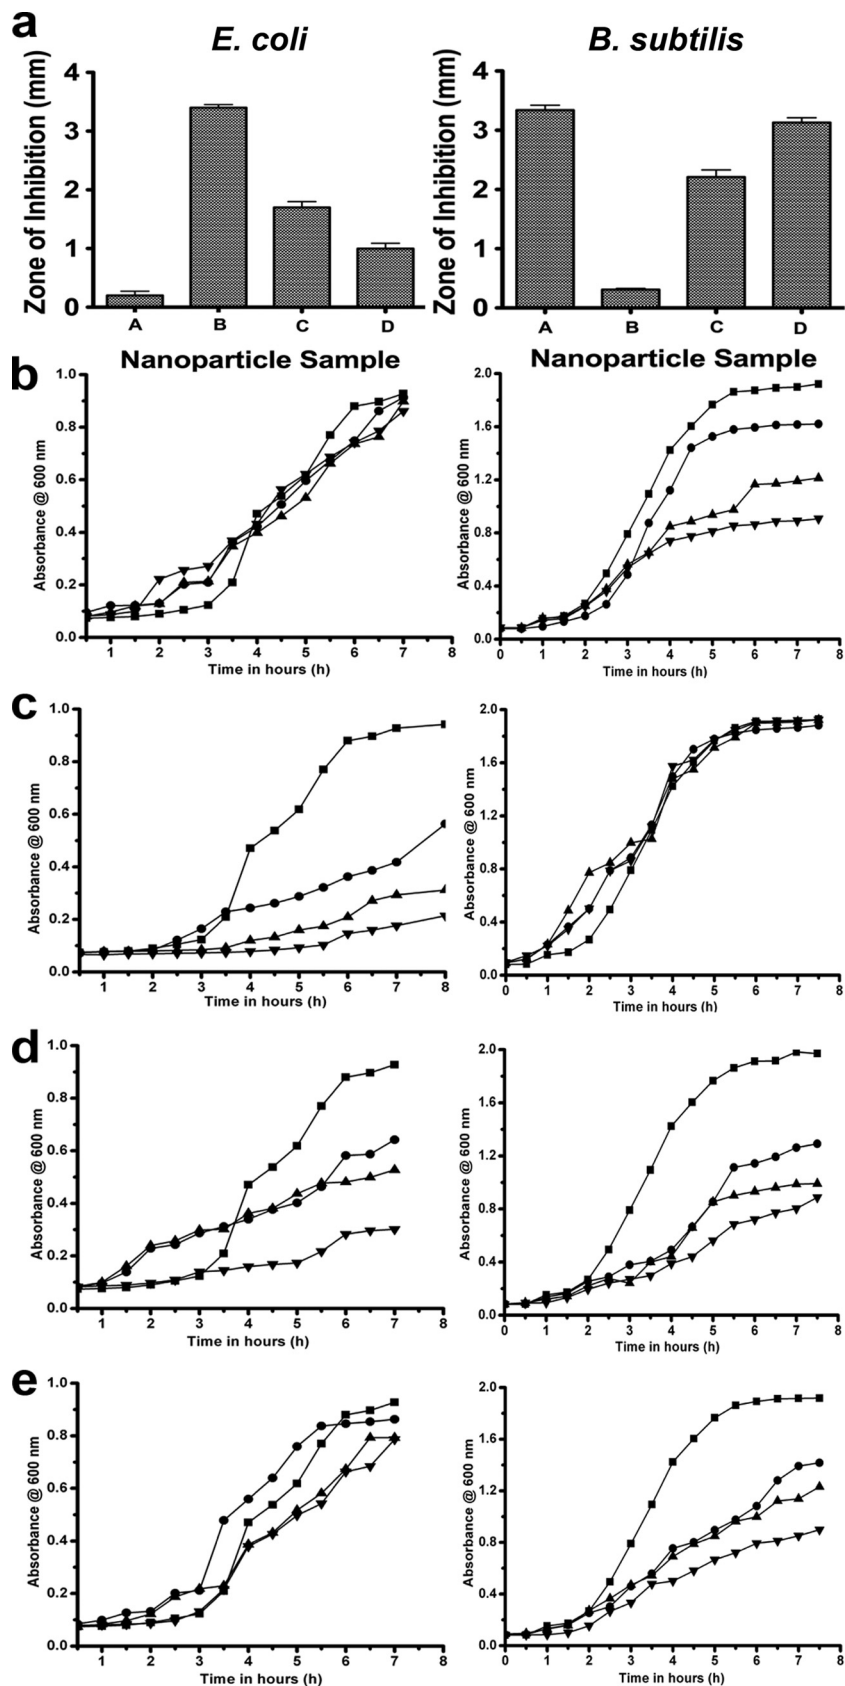 a
E. coli
B. subtilis
Zone of Inhibition (mm)
4
3
2
1
0
A B C D
Nanoparticle Sample
Zone of Inhibition (mm)
4
3
2
1
0
A B C D
Nanoparticle Sample
b
Absorbance @ 600 nm
1.0
0.8
0.6
0.4
0.2
0.0
1 2 3 4 5 6 7 8
Time in hours (h)
Absorbance @ 600 nm
2.0
1.6
1.2
0.8
0.4
0.0
0 1 2 3 4 5 6 7 8
Time in hours (h)
c
Absorbance @ 600 nm
1.0
0.8
0.6
0.4
0.2
0.0
1 2 3 4 5 6 7 8
Time in hours (h)
Absorbance @ 600 nm
2.0
1.6
1.2
0.8
0.4
0.0
0 1 2 3 4 5 6 7 8
Time in hours (h)
d
Absorbance @ 600 nm
1.0
0.8
0.6
0.4
0.2
0.0
1 2 3 4 5 6 7 8
Time in hours (h)
Absorbance @ 600 nm
2.0
1.6
1.2
0.8
0.4
0.0
0 1 2 3 4 5 6 7 8
Time in hours (h)
e
Absorbance @ 600 nm
1.0
0.8
0.6
0.4
0.2
0.0
1 2 3 4 5 6 7 8
Time in hours (h)
Absorbance @ 600 nm
2.0
1.6
1.2
0.8
0.4
0.0
0 1 2 3 4 5 6 7 8
Time in hours (h)